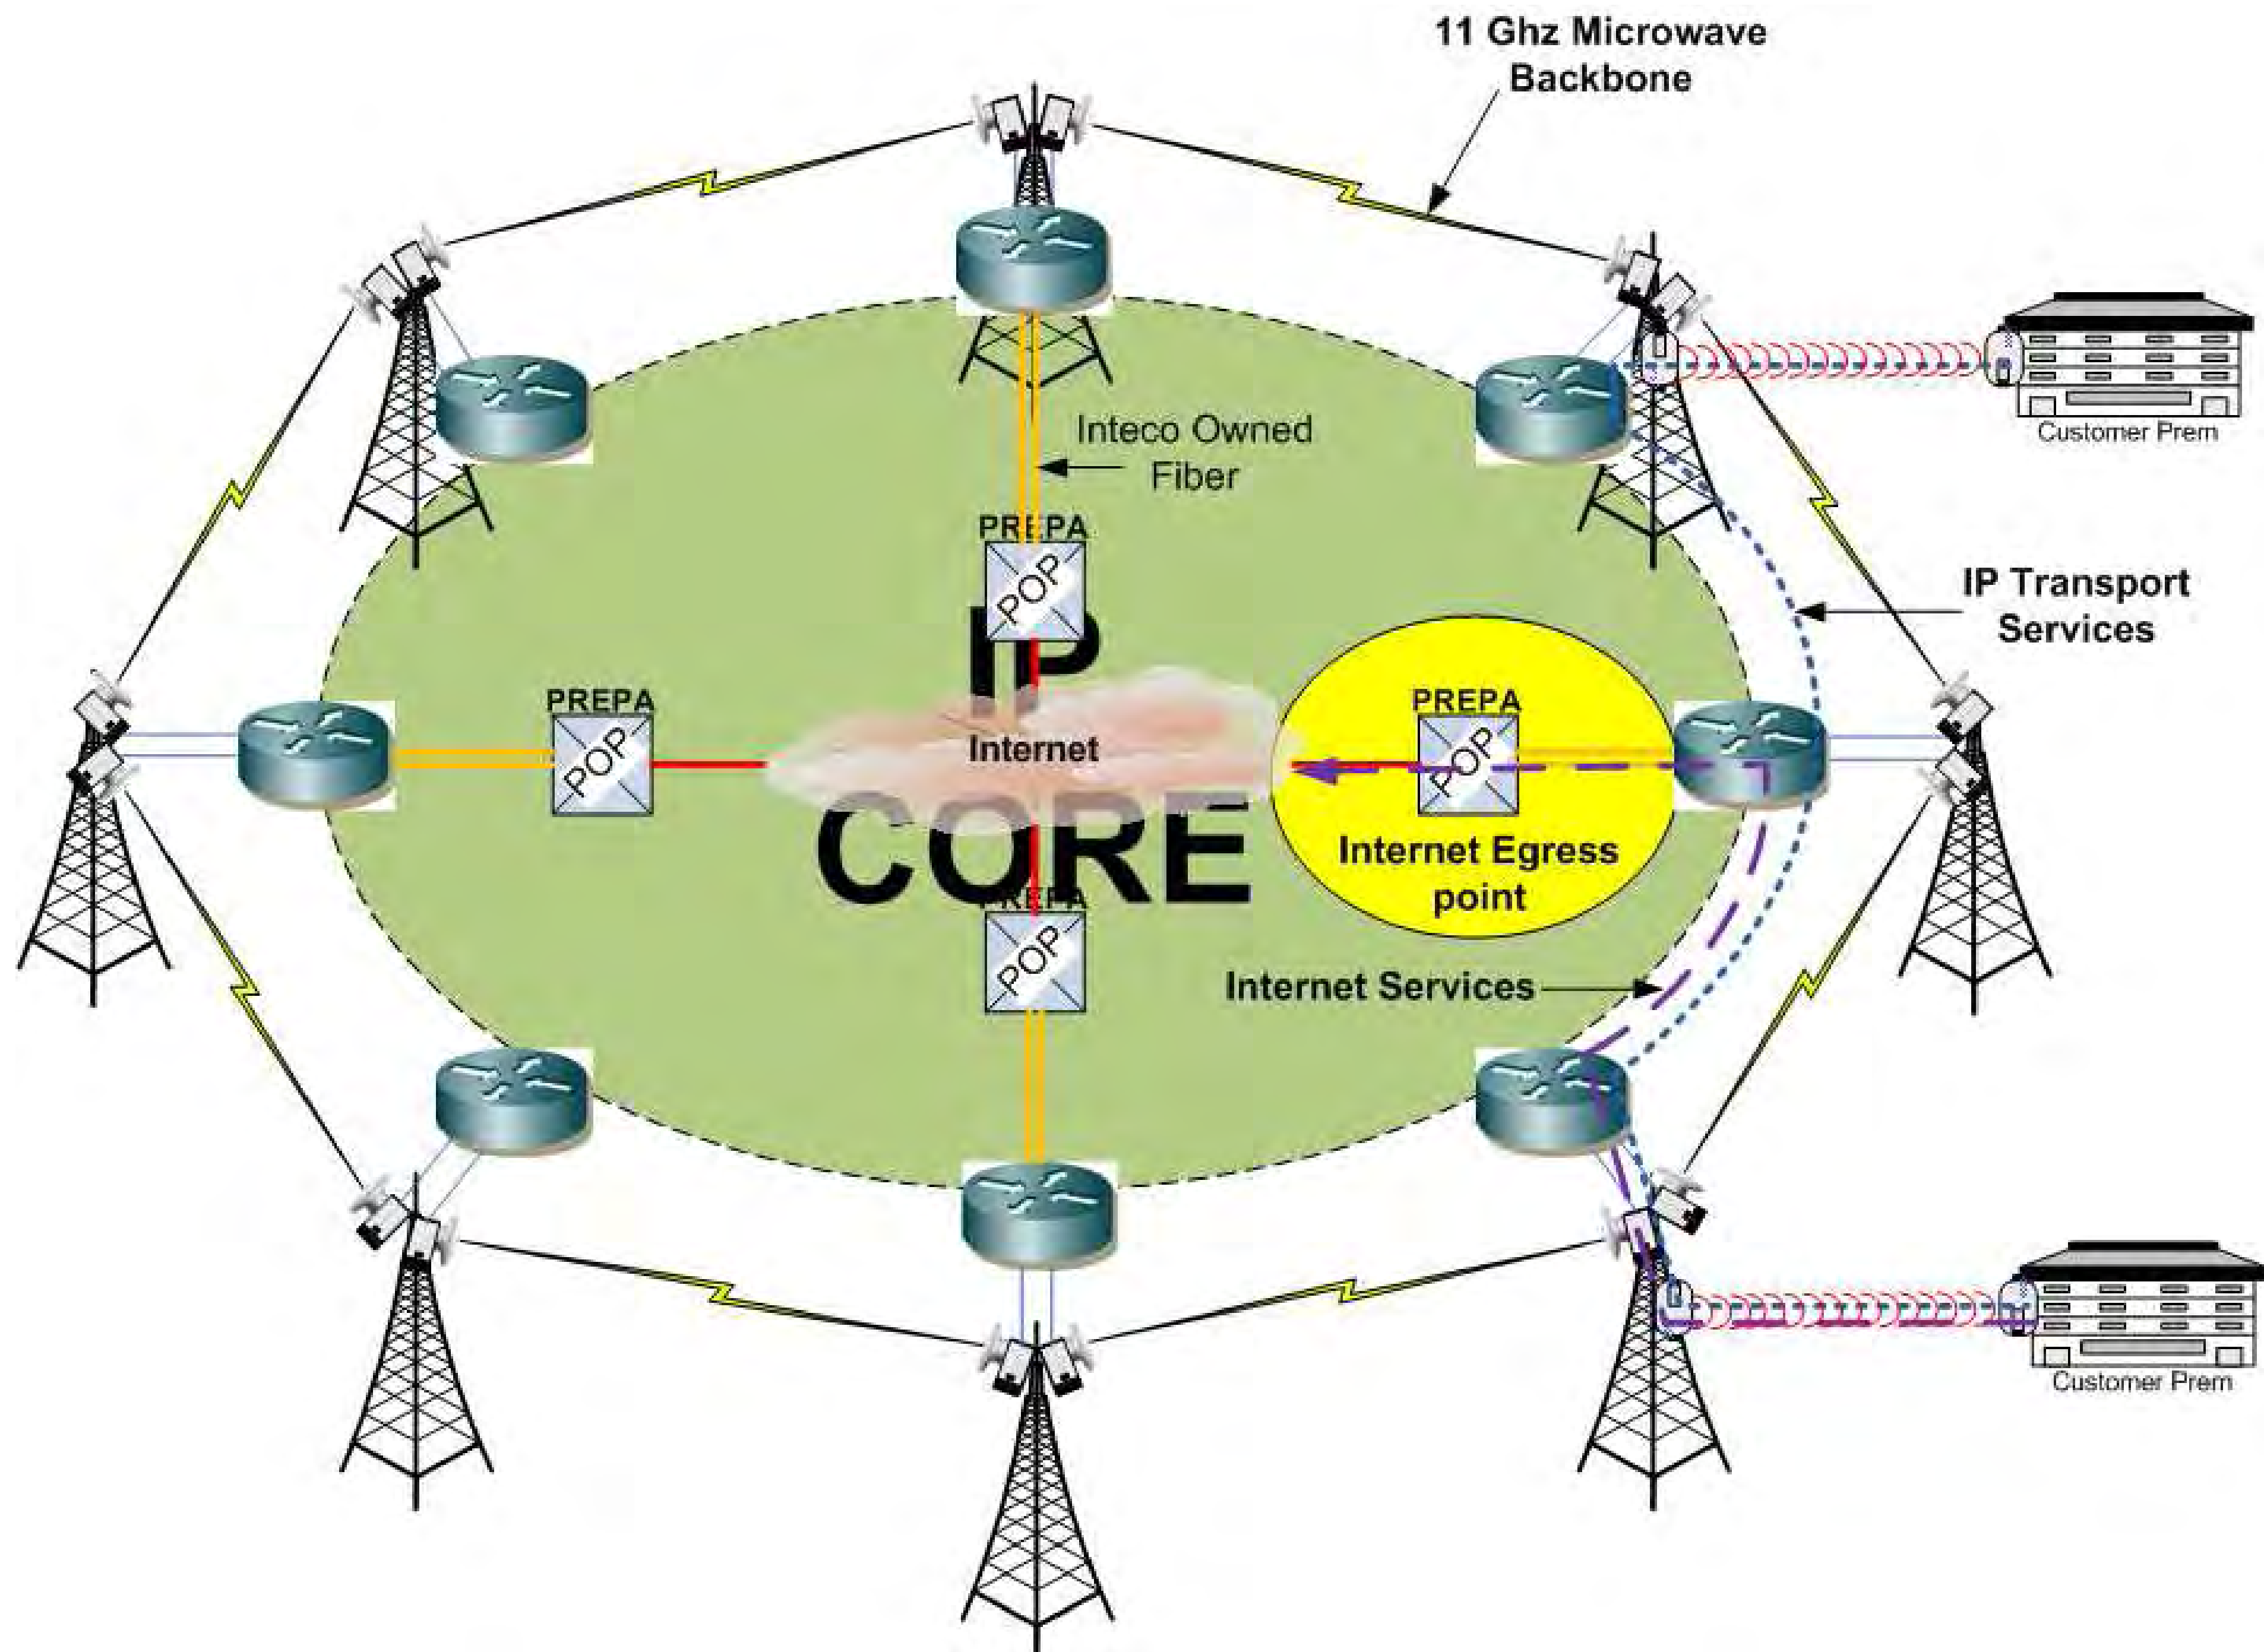 11 Ghz Microwave
Backbone
Customer Prem
Inteco Owned
Fiber
PREPA
POP
IP Transport
Services
IP
PREPA
POP
PREPA
POP
Internet
CORE
Internet Egress
point
PREPA
POP
Internet Services
Customer Prem